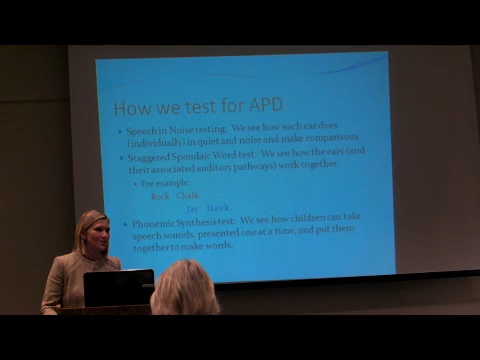 How we test for APD
• Speech in Noise testing: We see how each ear does
(individually) in quiet and noise and make comparisons.
• Staggered Spondaic Word test: We see how the ears (and
their associated auditory pathways) work together.
• For example:
Rock, Chalk
Jay Hawk
• Phonemic Synthesis test: We see how children can take
speech sounds, presented one at a time, and put them
together to make words.